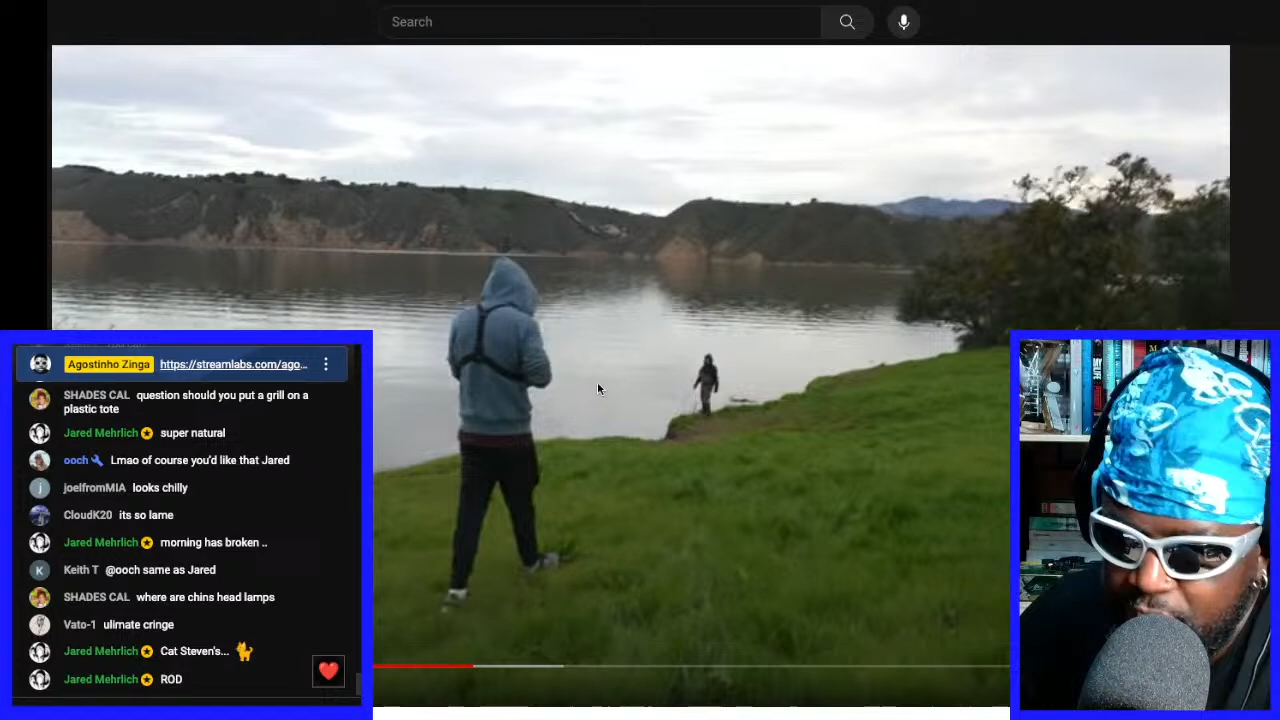 Search
Agostinho Zinga https://streamlabs.com/ago...
SHADES CAL question should you put a grill on a
plastic tote
Jared Mehrlich super natural
ooch Lmao of course you'd like that Jared
joelfromMIA looks chilly
CloudK20 its so lame
Jared Mehrlich morning has broken ..
Keith T @ooch same as Jared
SHADES CAL where are chins head lamps
Vato-1 ulimate cringe
Jared Mehrlich Cat Steven's... 🐈
Jared Mehrlich ROD